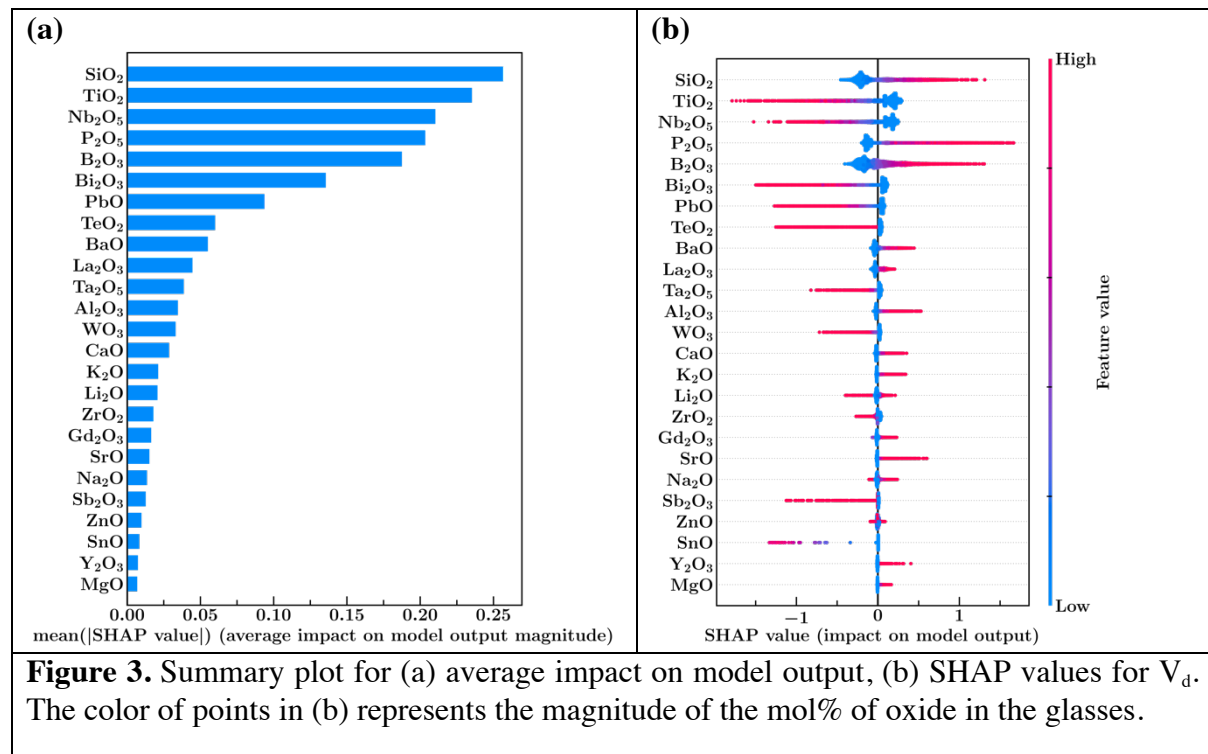 (a)
SiO₂
TiO₂
Nb₂O₅
P₂O₅
B₂O₃
Bi₂O₃
PbO
TeO₂
BaO
La₂O₃
Ta₂O₅
Al₂O₃
WO₃
CaO
K₂O
Li₂O
ZrO₂
Gd₂O₃
SrO
Na₂O
Sb₂O₃
ZnO
SnO
Y₂O₃
MgO
0.00 0.05 0.10 0.15 0.20 0.25
mean(|SHAP value|) (average impact on model output magnitude)
(b)
SiO₂
TiO₂
Nb₂O₅
P₂O₅
B₂O₃
Bi₂O₃
PbO
TeO₂
BaO
La₂O₃
Ta₂O₅
Al₂O₃
WO₃
CaO
K₂O
Li₂O
ZrO₂
Gd₂O₃
SrO
Na₂O
Sb₂O₃
ZnO
SnO
Y₂O₃
MgO
−1 0 1
SHAP value (impact on model output)
High
Feature value
Low
Figure 3. Summary plot for (a) average impact on model output, (b) SHAP values for V_d.
The color of points in (b) represents the magnitude of the mol% of oxide in the glasses.